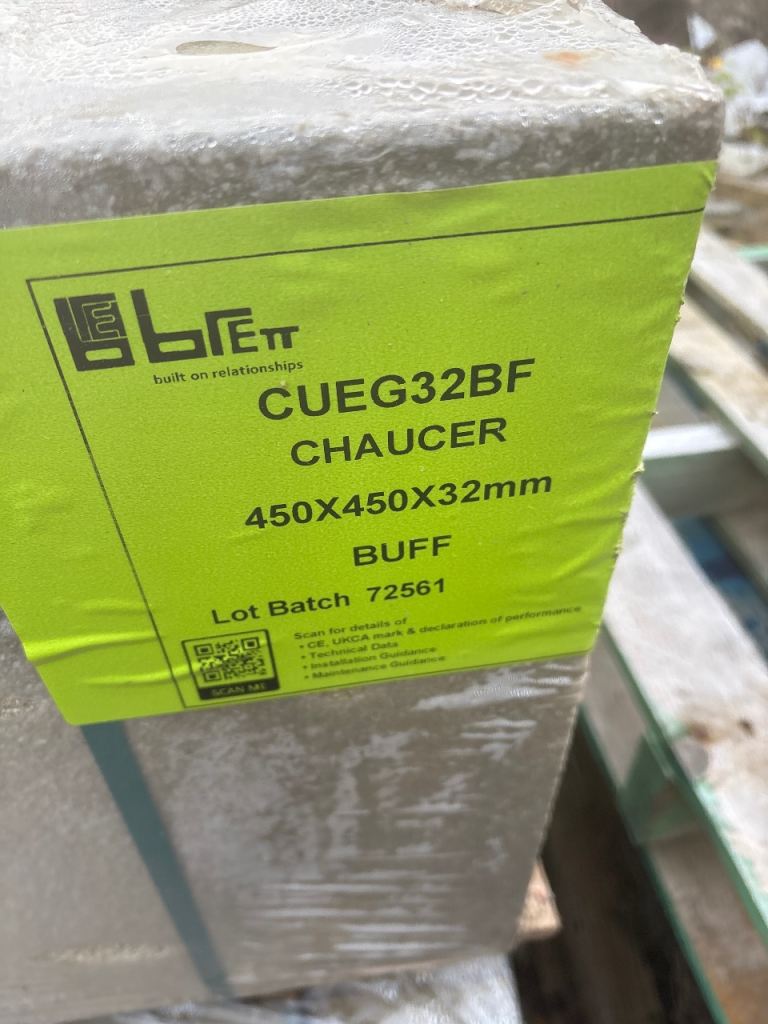 brett
built on relationships
CUEG32BF
CHAUCER
450X450X32mm
BUFF
Lot Batch 72561
Scan for details of
• CE, UKCA mark & declaration of performance
• Technical Data
• Installation Guidance
• Maintenance Guidance
SCAN ME